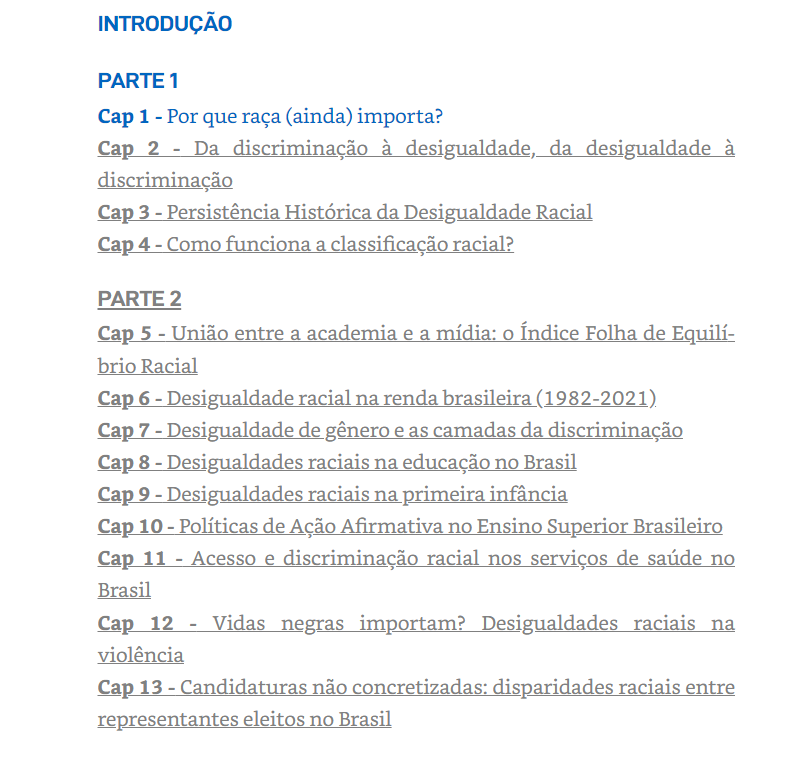 INTRODUÇÃO
PARTE 1
Cap 1 - Por que raça (ainda) importa?
Cap 2 - Da discriminação à desigualdade, da desigualdade à
discriminação
Cap 3 - Persistência Histórica da Desigualdade Racial
Cap 4 - Como funciona a classificação racial?
PARTE 2
Cap 5 - União entre a academia e a mídia: o Índice Folha de Equilí-
brio Racial
Cap 6 - Desigualdade racial na renda brasileira (1982-2021)
Cap 7 - Desigualdade de gênero e as camadas da discriminação
Cap 8 - Desigualdades raciais na educação no Brasil
Cap 9 - Desigualdades raciais na primeira infância
Cap 10 - Políticas de Ação Afirmativa no Ensino Superior Brasileiro
Cap 11 - Acesso e discriminação racial nos serviços de saúde no
Brasil
Cap 12 - Vidas negras importam? Desigualdades raciais na
violência
Cap 13 - Candidaturas não concretizadas: disparidades raciais entre
representantes eleitos no Brasil